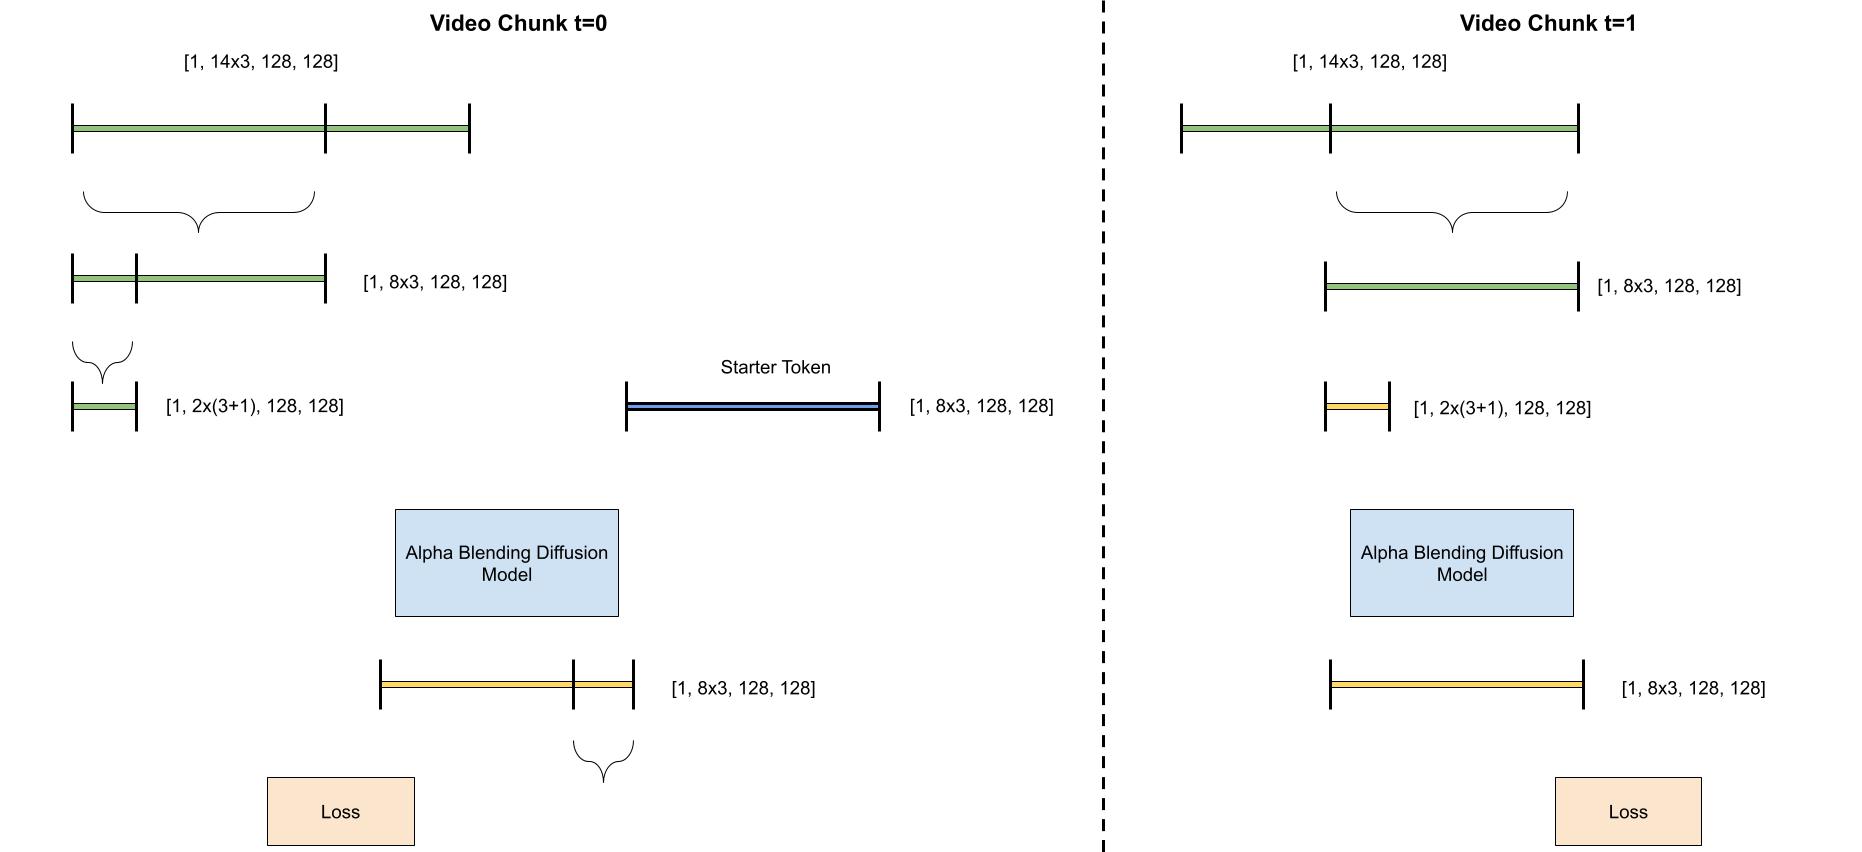 Video Chunk t=0
[1, 14x3, 128, 128]
[1, 8x3, 128, 128]
[1, 2x(3+1), 128, 128]
Starter Token
[1, 8x3, 128, 128]
Alpha Blending Diffusion
Model
[1, 8x3, 128, 128]
Loss
Video Chunk t=1
[1, 14x3, 128, 128]
[1, 8x3, 128, 128]
[1, 2x(3+1), 128, 128]
Alpha Blending Diffusion
Model
[1, 8x3, 128, 128]
Loss